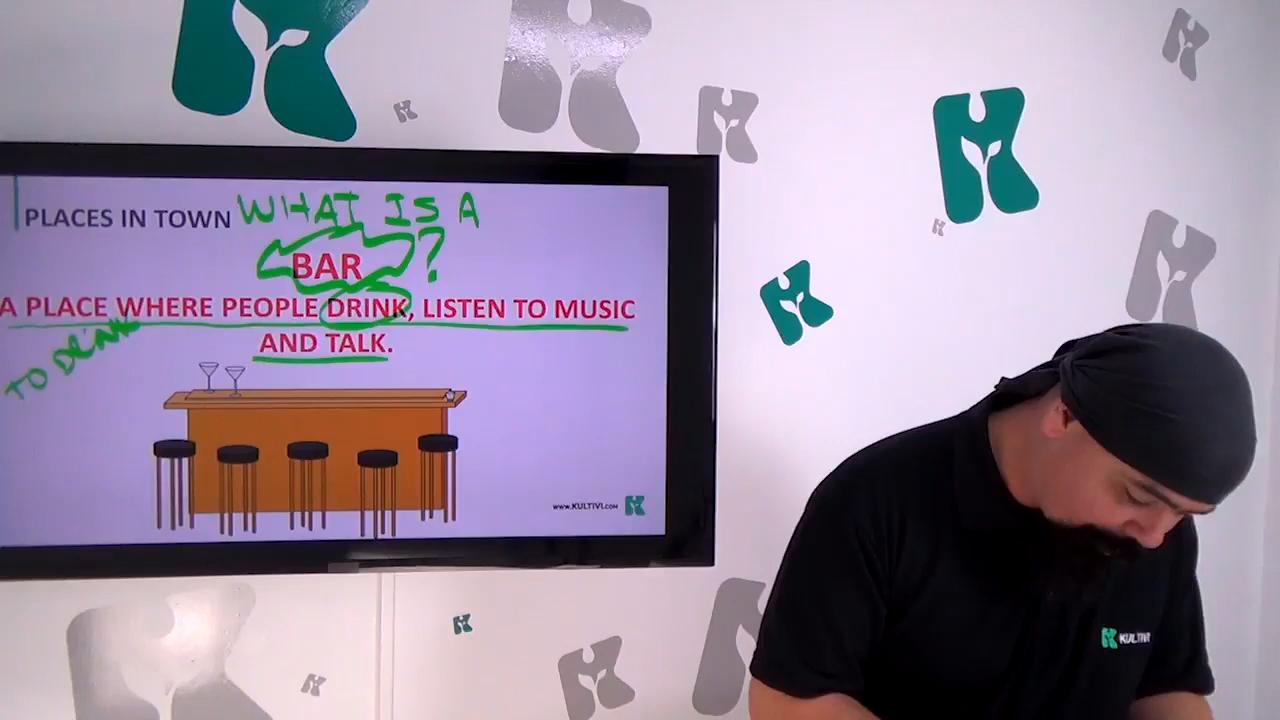 PLACES IN TOWN WHAT IS A
BAR ?
A PLACE WHERE PEOPLE DRINK, LISTEN TO MUSIC
AND TALK.
TO DRINK
WWW.KULTIVI.COM
KULTIVI